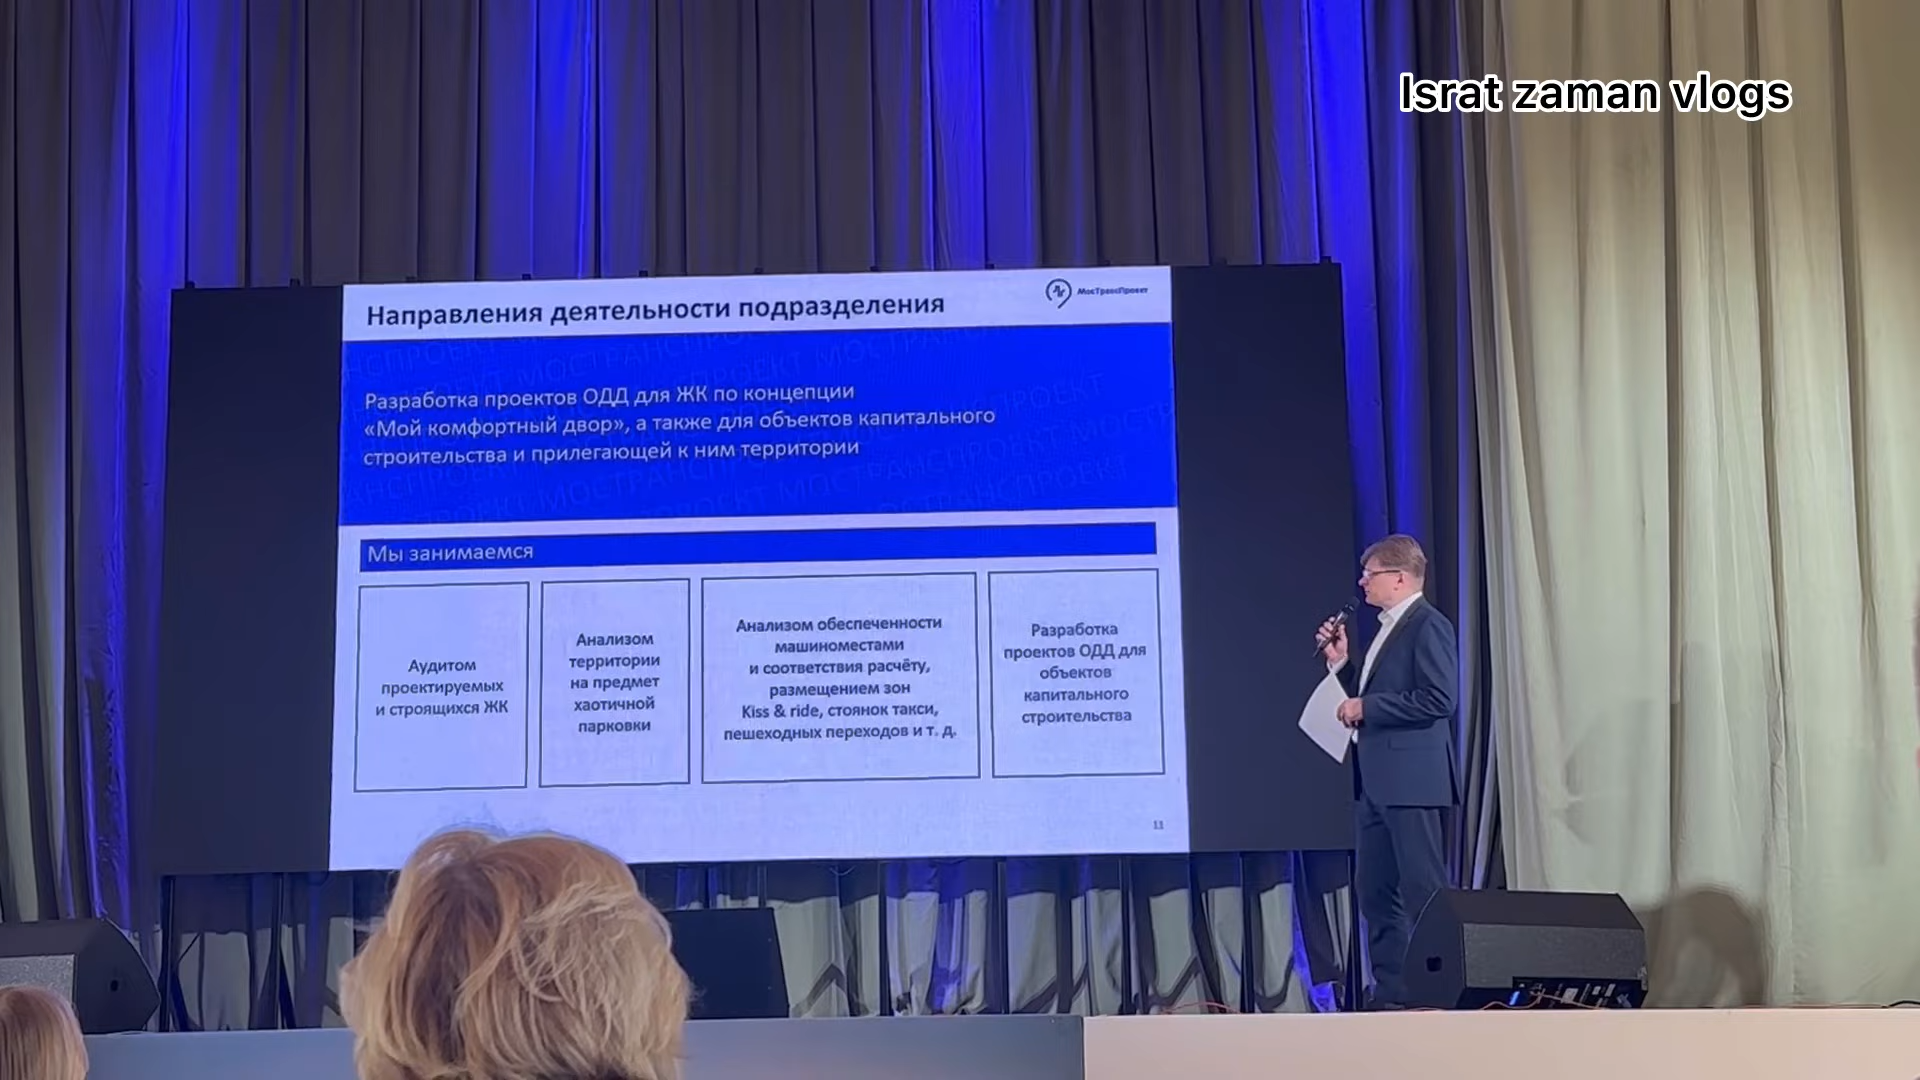 Israt zaman vlogs
Направления деятельности подразделения
МосТрансПроект
Разработка проектов ОДД для ЖК по концепции
«Мой комфортный двор», а также для объектов капитального
строительства и прилегающей к ним территории
Мы занимаемся
Аудитом
проектируемых
и строящихся ЖК
Анализом
территории
на предмет
хаотичной
парковки
Анализом обеспеченности
машиноместами
и соответствия расчёту,
размещением зон
Kiss & ride, стоянок такси,
пешеходных переходов и т. д.
Разработка
проектов ОДД для
объектов
капитального
строительства
11